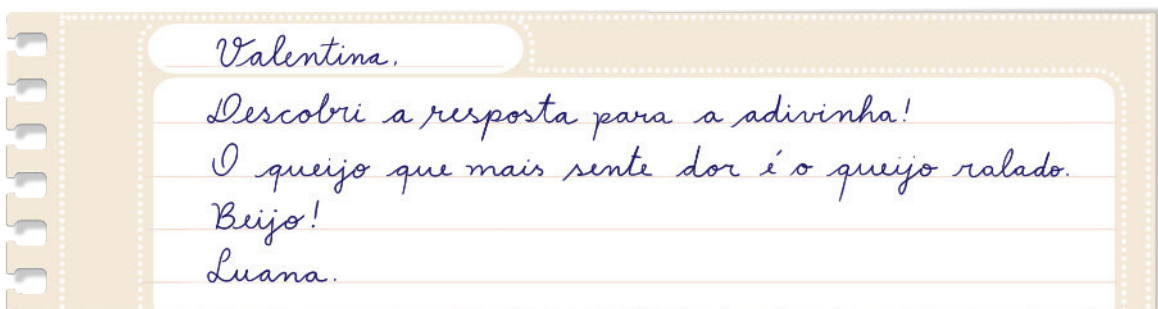 Valentina.
Descobri a resposta para a adivinha!
O queijo que mais sente dor é o queijo ralado.
Beijo!
Luana.